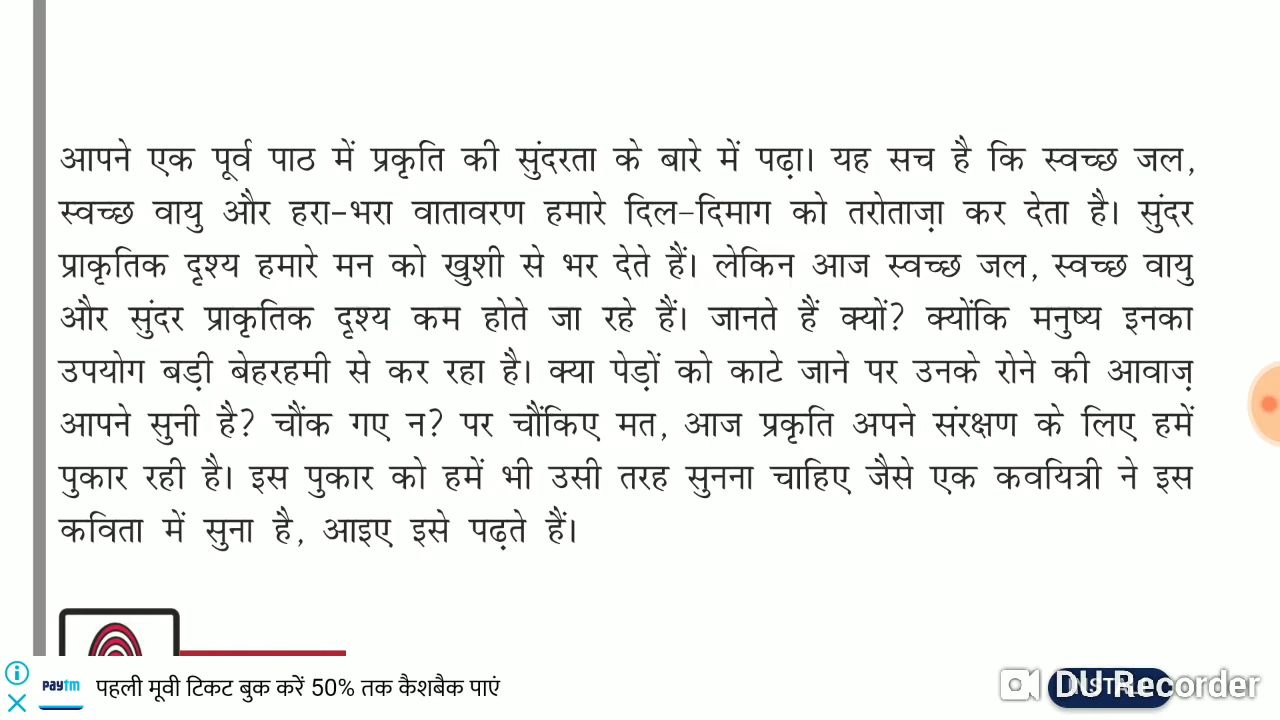 आपने एक पूर्व पाठ में प्रकृति की सुंदरता के बारे में पढ़ा। यह सच है कि स्वच्छ जल,
स्वच्छ वायु और हरा-भरा वातावरण हमारे दिल-दिमाग को तरोताज़ा कर देता है। सुंदर
प्राकृतिक दृश्य हमारे मन को खुशी से भर देते हैं। लेकिन आज स्वच्छ जल, स्वच्छ वायु
और सुंदर प्राकृतिक दृश्य कम होते जा रहे हैं। जानते हैं क्यों? क्योंकि मनुष्य इनका
उपयोग बड़ी बेहरहमी से कर रहा है। क्या पेड़ों को काटे जाने पर उनके रोने की आवाज़
आपने सुनी है? चौंक गए न? पर चौंकिए मत, आज प्रकृति अपने संरक्षण के लिए हमें
पुकार रही है। इस पुकार को हमें भी उसी तरह सुनना चाहिए जैसे एक कवयित्री ने इस
कविता में सुना है, आइए इसे पढ़ते हैं।
paytm पहली मूवी टिकट बुक करें 50% तक कैशबैक पाएं
DU Recorder